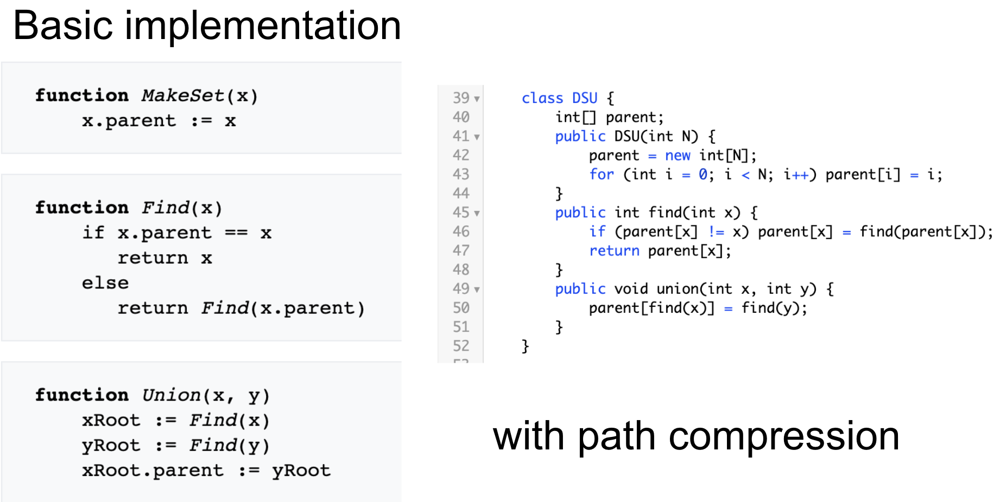 Basic implementation
function MakeSet(x)
x.parent := x
function Find(x)
if x.parent == x
return x
else
return Find(x.parent)
function Union(x, y)
xRoot := Find(x)
yRoot := Find(y)
xRoot.parent := yRoot
39 class DSU {
40 int[] parent;
41 public DSU(int N) {
42 parent = new int[N];
43 for (int i = 0; i < N; i++) parent[i] = i;
44 }
45 public int find(int x) {
46 if (parent[x] != x) parent[x] = find(parent[x]);
47 return parent[x];
48 }
49 public void union(int x, int y) {
50 parent[find(x)] = find(y);
51 }
52 }
with path compression